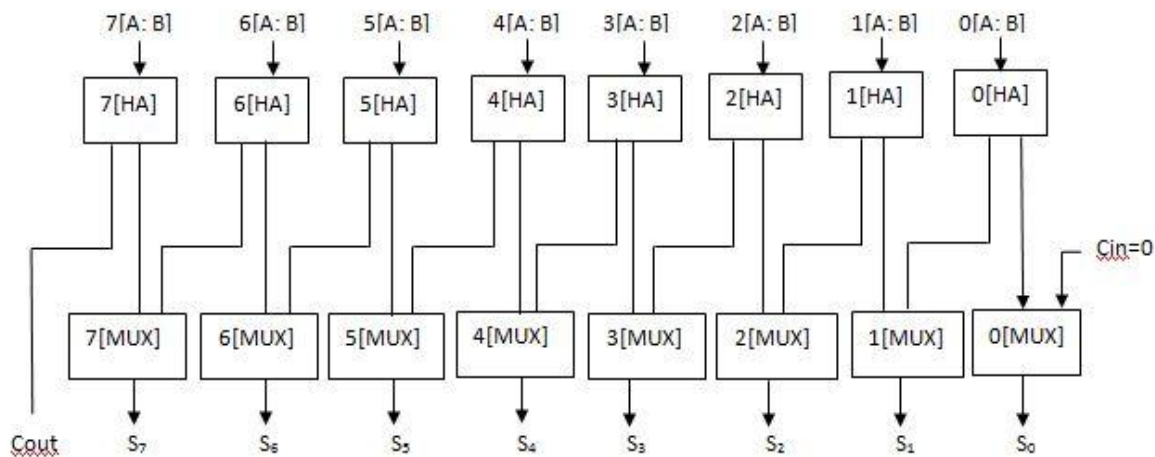 7[A: B] 6[A: B] 5[A: B] 4[A: B] 3[A: B] 2[A: B] 1[A: B] 0[A: B]
7[HA] 6[HA] 5[HA] 4[HA] 3[HA] 2[HA] 1[HA] 0[HA]
Cin=0
7[MUX] 6[MUX] 5[MUX] 4[MUX] 3[MUX] 2[MUX] 1[MUX] 0[MUX]
Cout S₇ S₆ S₅ S₄ S₃ S₂ S₁ S₀